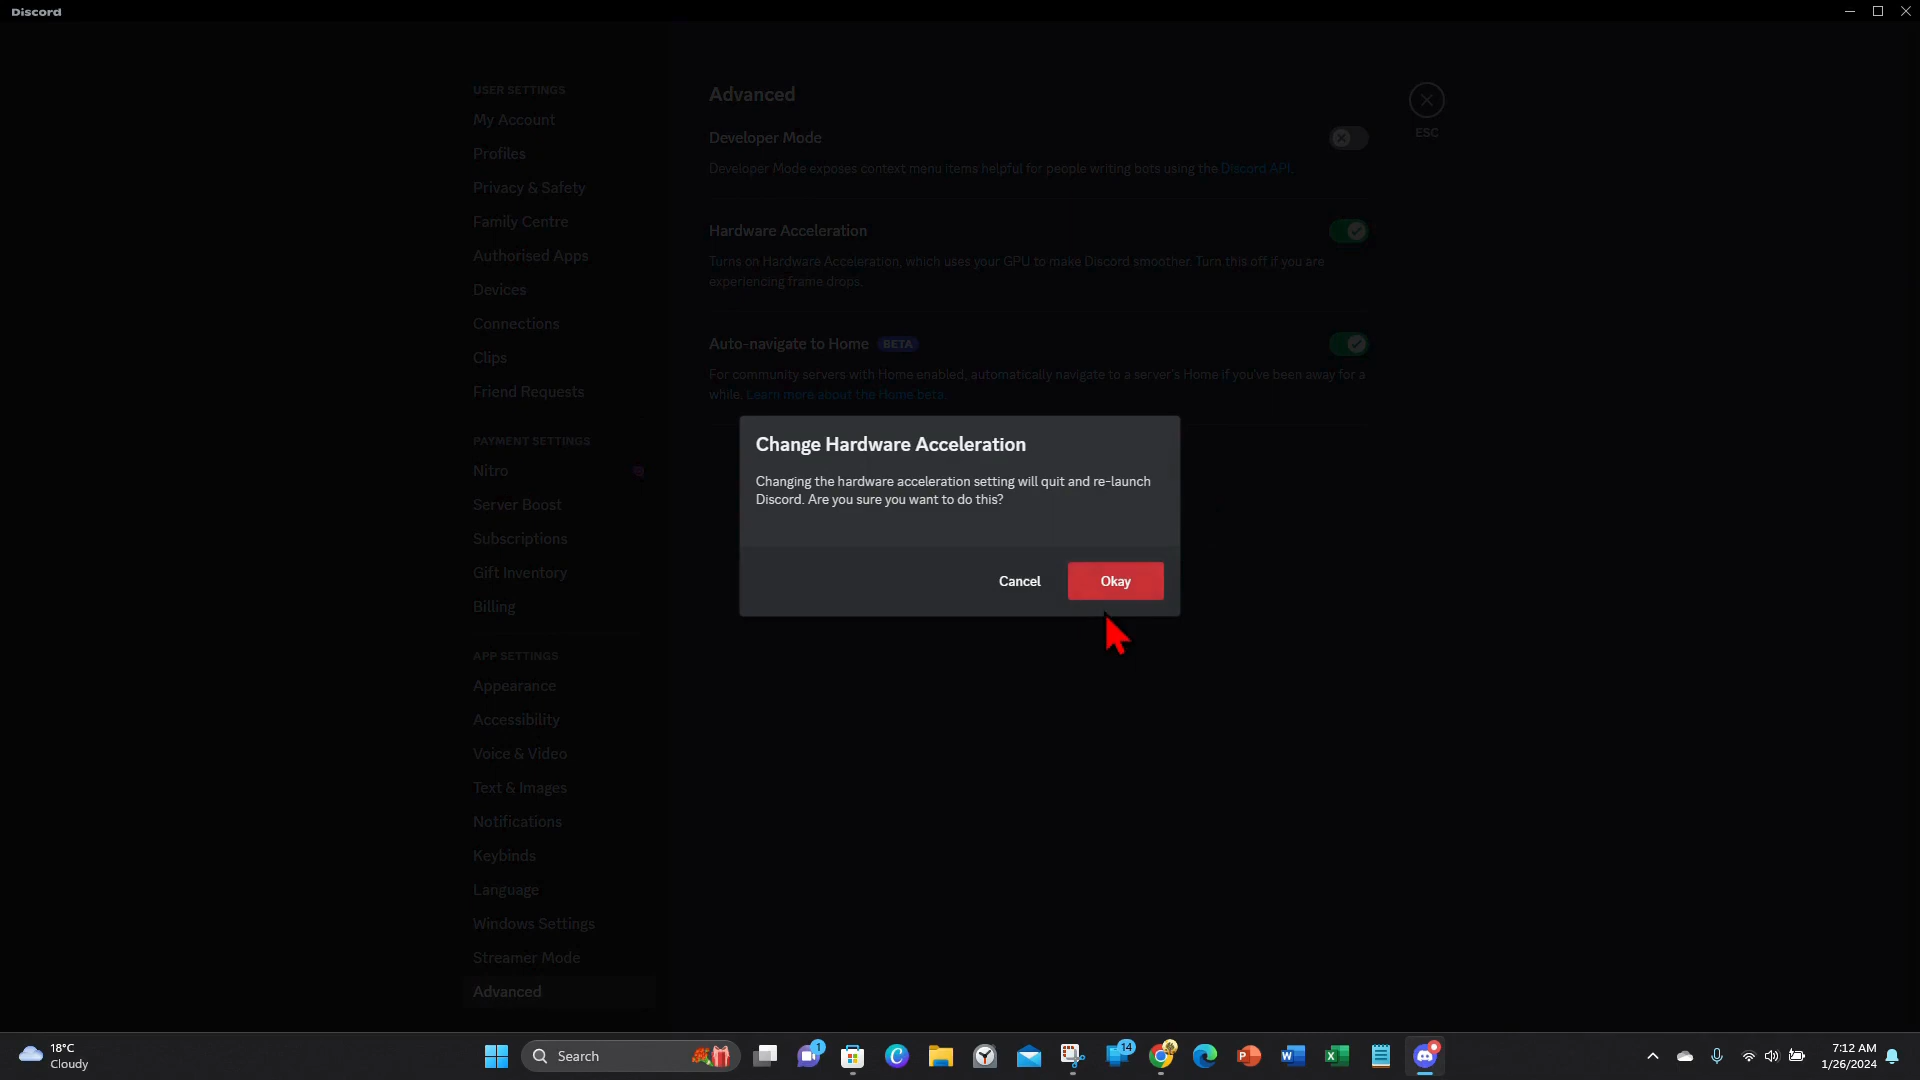 Discord
USER SETTINGS
My Account
Profiles
Privacy & Safety
Family Centre
Authorised Apps
Devices
Connections
Clips
Friend Requests
PAYMENT SETTINGS
Nitro
Server Boost
Subscriptions
Gift Inventory
Billing
APP SETTINGS
Appearance
Accessibility
Voice & Video
Text & Images
Notifications
Keybinds
Language
Windows Settings
Streamer Mode
Advanced
Advanced
ESC
Developer Mode
Developer Mode exposes context menu items helpful for people writing bots using the Discord API.
Hardware Acceleration
Turns on Hardware Acceleration, which uses your GPU to make Discord smoother. Turn this off if you are
experiencing frame drops.
Auto-navigate to Home BETA
For community servers with Home enabled, automatically navigate to a server's Home if you've been away for a
while. Learn more about the Home beta.
Change Hardware Acceleration
Changing the hardware acceleration setting will quit and re-launch
Discord. Are you sure you want to do this?
Cancel Okay
18°C
Cloudy
Search
1
14
7:12 AM
1/26/2024